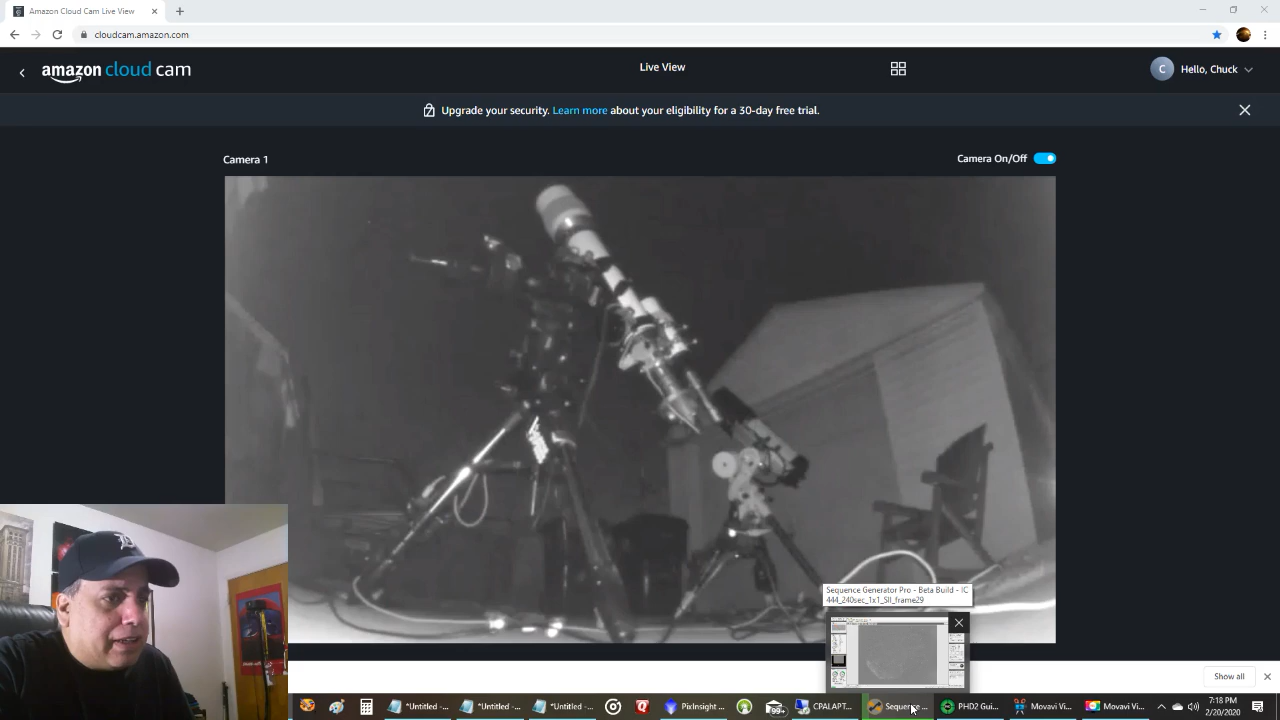 Amazon Cloud Cam Live View
cloudcam.amazon.com
amazon cloud cam
Live View
C
Hello, Chuck
Upgrade your security. Learn more about your eligibility for a 30-day free trial.
Camera 1
Camera On/Off
Sequence Generator Pro - Beta Build - IC
444_240sec_1x1_SII_frame29
Show all
*Untitled - ...
*Untitled - ...
*Untitled - ...
PixInsight ...
99+
CPALAPT...
Sequenc...
PHD2 Gui...
Movavi Vi...
Movavi Vi...
7:18 PM
2/20/2020